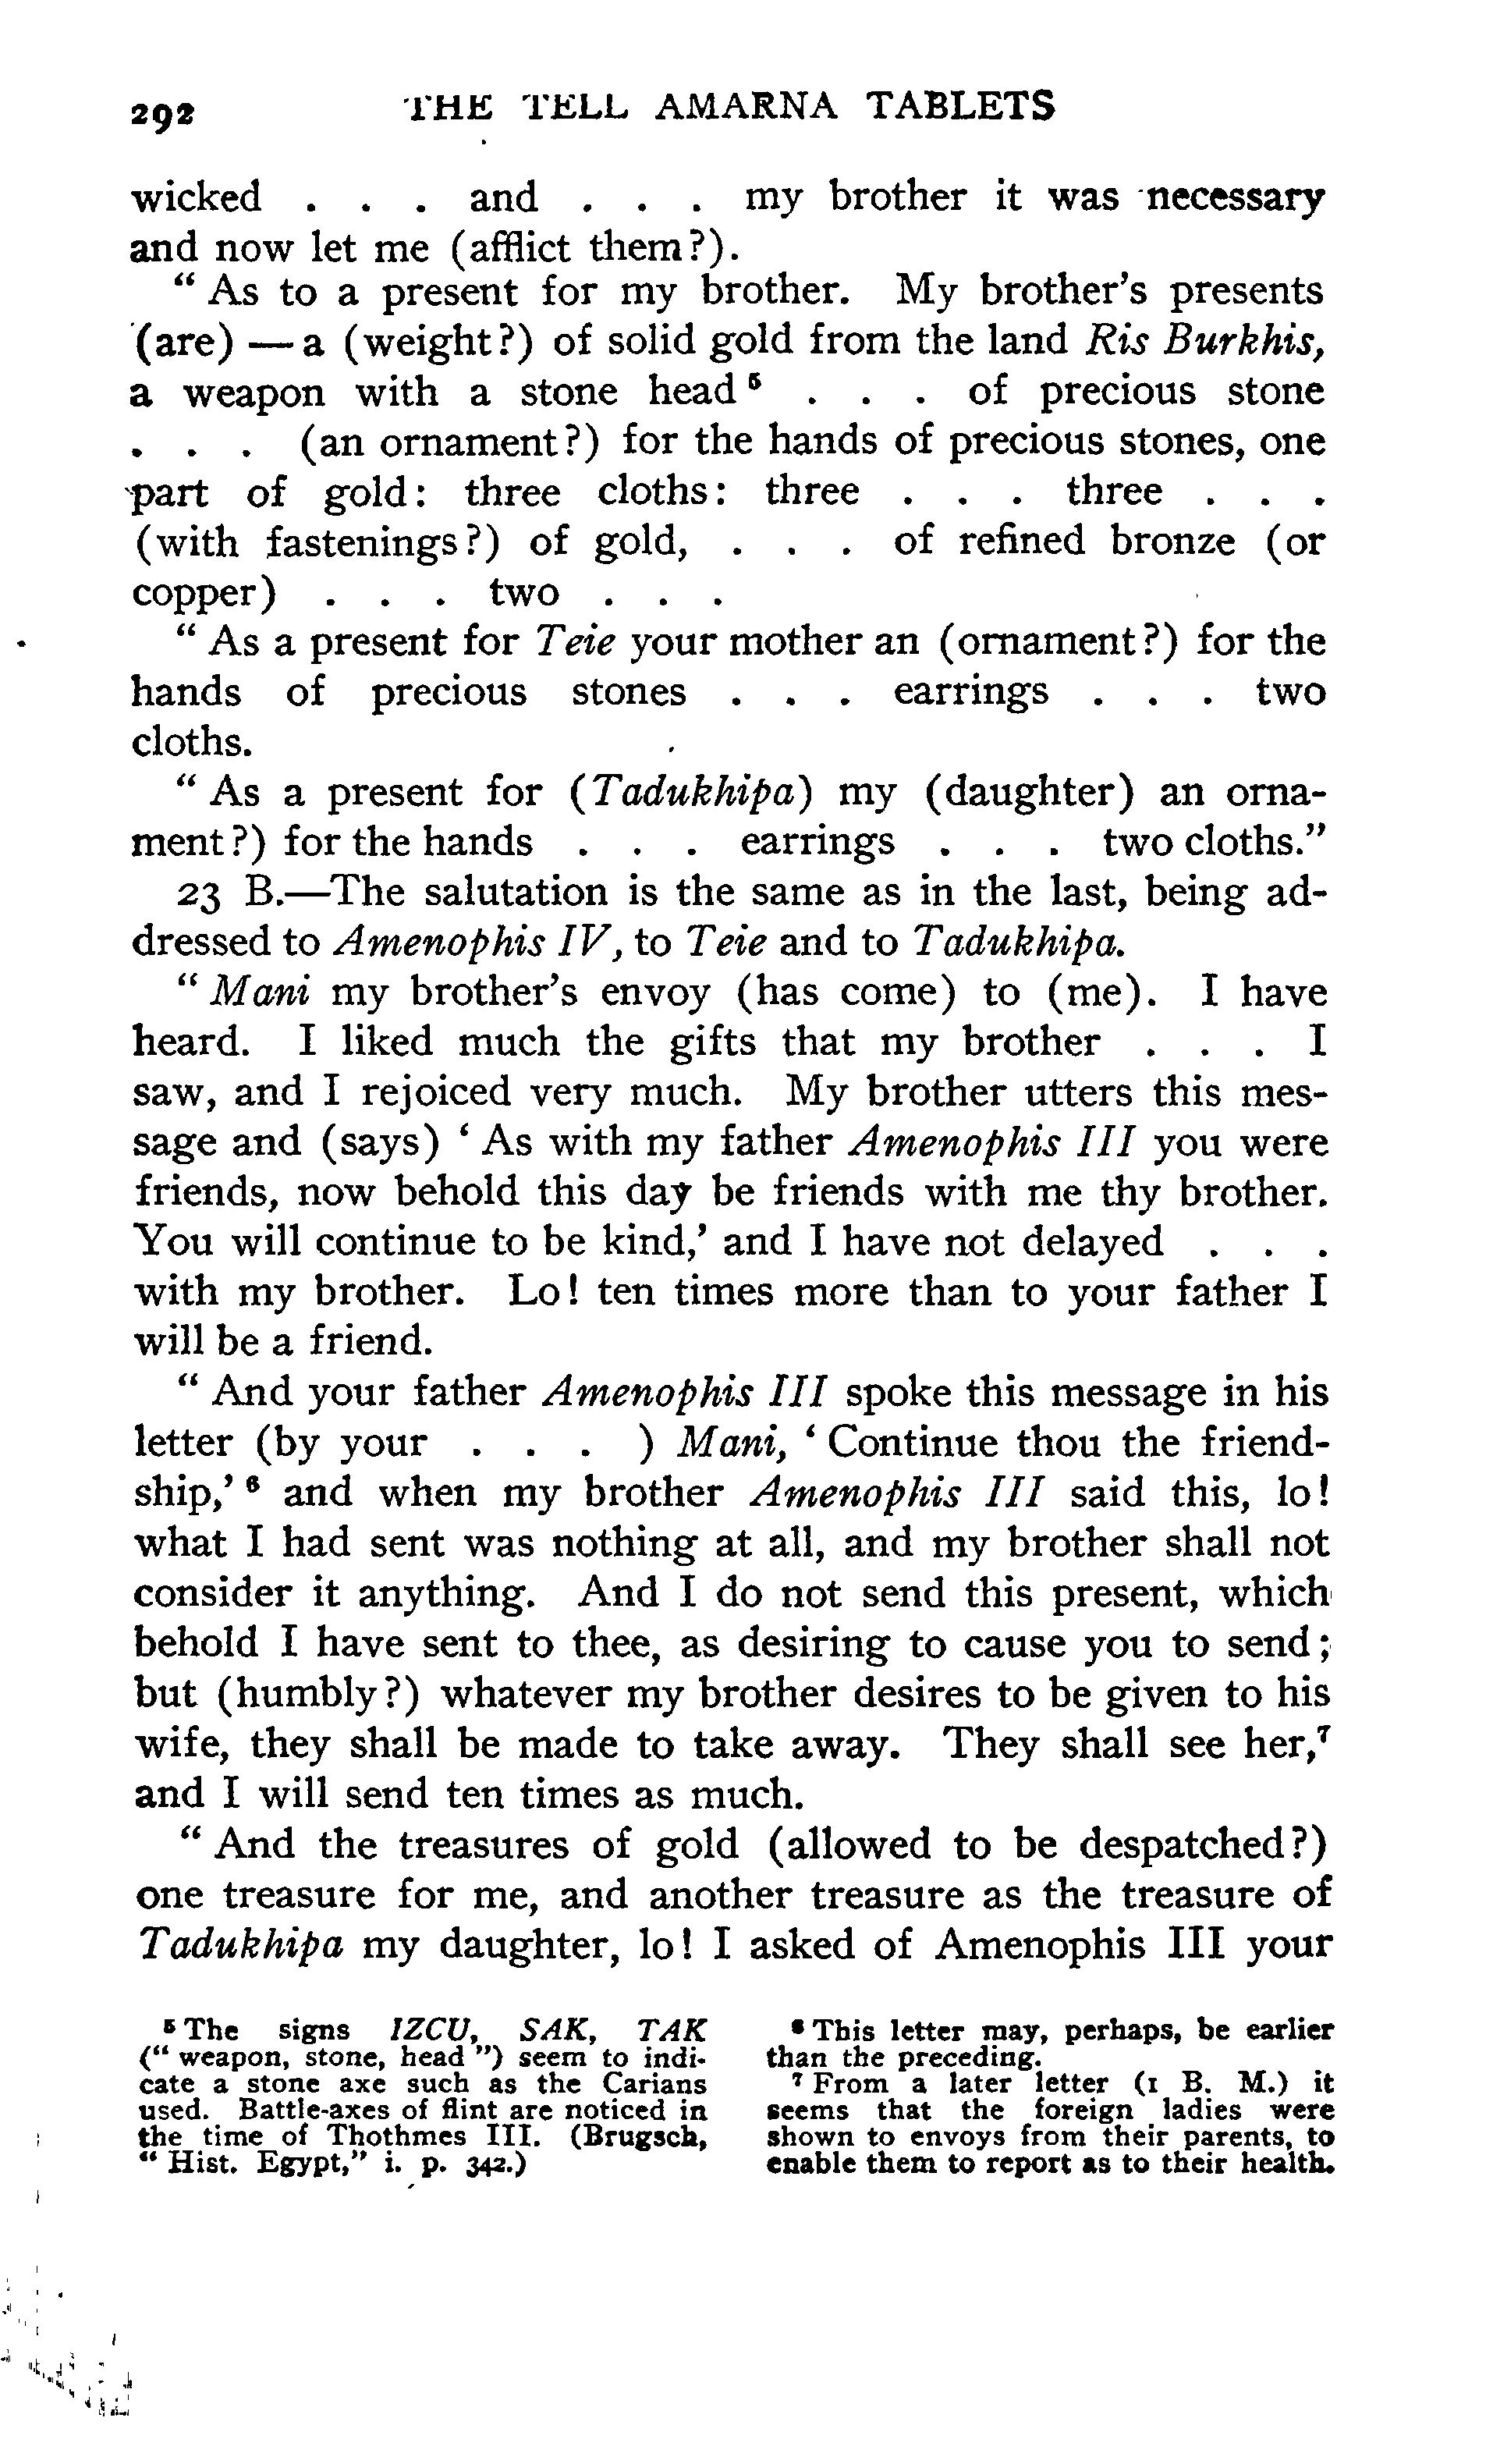 292 THE TELL AMARNA TABLETS
wicked . . . and . . . my brother it was necessary
and now let me (afflict them?).
“ As to a present for my brother. My brother’s presents
(are) — a (weight?) of solid gold from the land Ris Burkhis,
a weapon with a stone head ⁵ . . . of precious stone
. . . (an ornament?) for the hands of precious stones, one
part of gold: three cloths: three . . . three . . .
(with fastenings?) of gold, . . . of refined bronze (or
copper) . . . two . . .
“ As a present for Teie your mother an (ornament?) for the
hands of precious stones . . . earrings . . . two
cloths.
“ As a present for (Tadukhipa) my (daughter) an orna-
ment?) for the hands . . . earrings . . . two cloths.”
23 B.—The salutation is the same as in the last, being ad-
dressed to Amenophis IV, to Teie and to Tadukhipa.
“ Mani my brother’s envoy (has come) to (me). I have
heard. I liked much the gifts that my brother . . . I
saw, and I rejoiced very much. My brother utters this mes-
sage and (says) ‘ As with my father Amenophis III you were
friends, now behold this day be friends with me thy brother.
You will continue to be kind,’ and I have not delayed . . .
with my brother. Lo! ten times more than to your father I
will be a friend.
“ And your father Amenophis III spoke this message in his
letter (by your . . . ) Mani, ‘ Continue thou the friend-
ship,’ ⁶ and when my brother Amenophis III said this, lo!
what I had sent was nothing at all, and my brother shall not
consider it anything. And I do not send this present, which
behold I have sent to thee, as desiring to cause you to send;
but (humbly?) whatever my brother desires to be given to his
wife, they shall be made to take away. They shall see her,⁷
and I will send ten times as much.
“ And the treasures of gold (allowed to be despatched?)
one treasure for me, and another treasure as the treasure of
Tadukhipa my daughter, lo! I asked of Amenophis III your
⁵ The signs IZCU, SAK, TAK
(“ weapon, stone, head ”) seem to indi-
cate a stone axe such as the Carians
used. Battle-axes of flint are noticed in
the time of Thothmes III. (Brugsch,
“ Hist. Egypt,” i. p. 342.)
⁶ This letter may, perhaps, be earlier
than the preceding.
⁷ From a later letter (1 B. M.) it
seems that the foreign ladies were
shown to envoys from their parents, to
enable them to report as to their health.